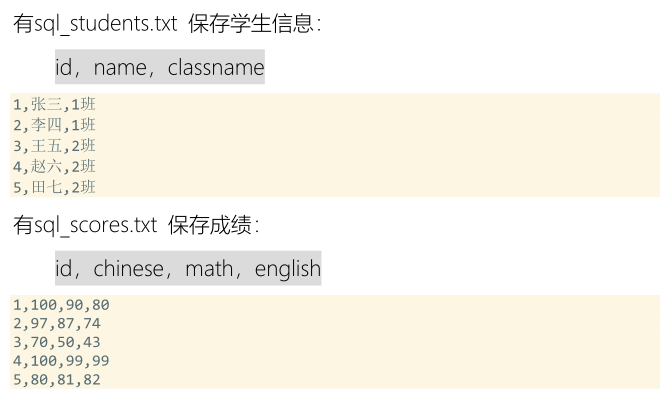 有sql_students.txt 保存学生信息：
id，name，classname
1,张三,1班
2,李四,1班
3,王五,2班
4,赵六,2班
5,田七,2班
有sql_scores.txt 保存成绩：
id，chinese，math，english
1,100,90,80
2,97,87,74
3,70,50,43
4,100,99,99
5,80,81,82